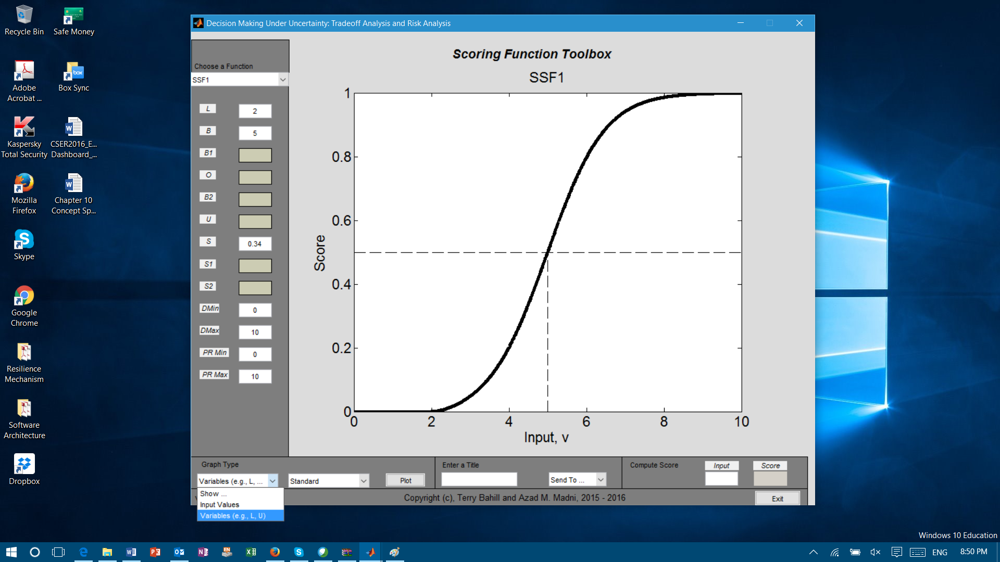 Recycle Bin
Safe Money
Adobe
Acrobat ...
Box Sync
Kaspersky
Total Security
CSER2016_E...
Dashboard_...
Mozilla
Firefox
Chapter 10
Concept Sp...
Skype
Google
Chrome
Resilience
Mechanism
Software
Architecture
Dropbox
Decision Making Under Uncertainty: Tradeoff Analysis and Risk Analysis
Choose a Function
SSF1
L 2
B 5
B1
O
B2
U
S 0.34
S1
S2
DMin 0
DMax 10
PR Min 0
PR Max 10
Scoring Function Toolbox
SSF1
1
0.8
0.6
0.4
0.2
0
Score
0 2 4 6 8 10
Input, v
Graph Type
Variables (e.g., L, ...
Standard
Plot
Show ...
Input Values
Variables (e.g., L, U)
Enter a Title
Send To ...
Compute Score
Input
Score
Copyright (c), Terry Bahill and Azad M. Madni, 2015 - 2016
Exit
Windows 10 Education
ENG
8:50 PM